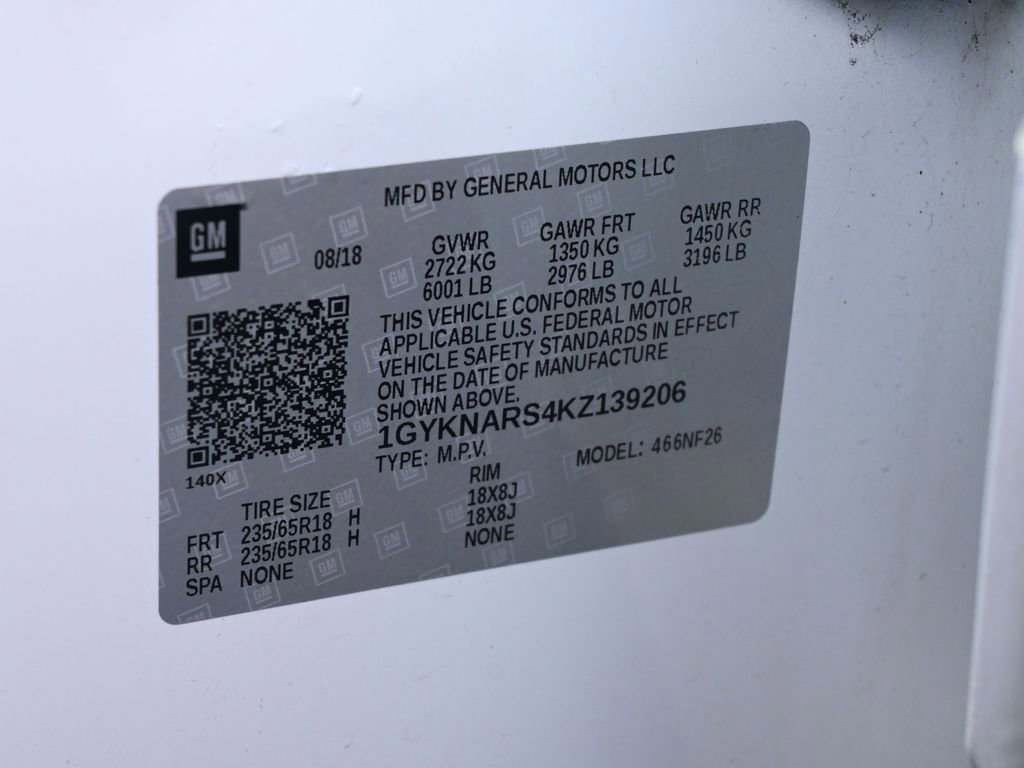 MFD BY GENERAL MOTORS LLC
GM
08/18
GVWR GAWR FRT GAWR RR
2722 KG 1350 KG 1450 KG
6001 LB 2976 LB 3196 LB
THIS VEHICLE CONFORMS TO ALL
APPLICABLE U.S. FEDERAL MOTOR
VEHICLE SAFETY STANDARDS IN EFFECT
ON THE DATE OF MANUFACTURE
SHOWN ABOVE.
1GYKNARS4KZ139206
TYPE: M.P.V. MODEL: 466NF26
140X
TIRE SIZE RIM
FRT 235/65R18 H 18X8J
RR 235/65R18 H 18X8J
SPA NONE NONE